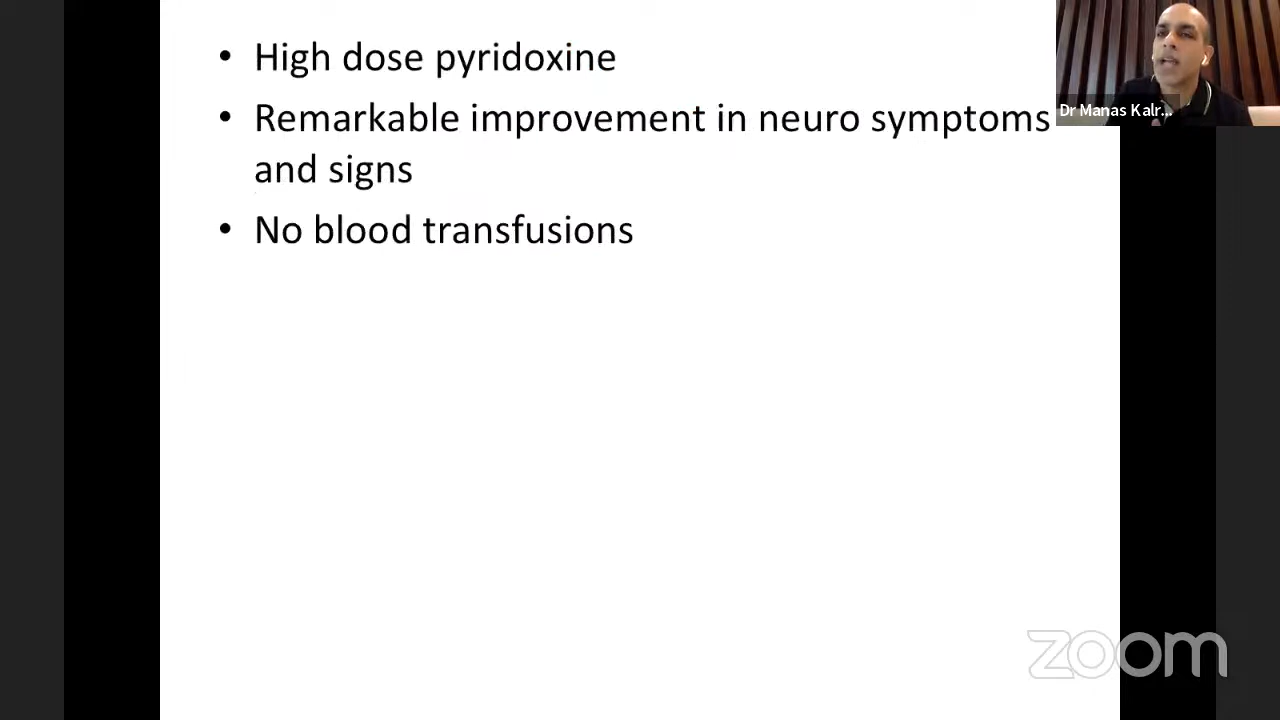 • High dose pyridoxine
• Remarkable improvement in neuro symptoms
and signs
• No blood transfusions
Dr Manas Kalr...
zoom